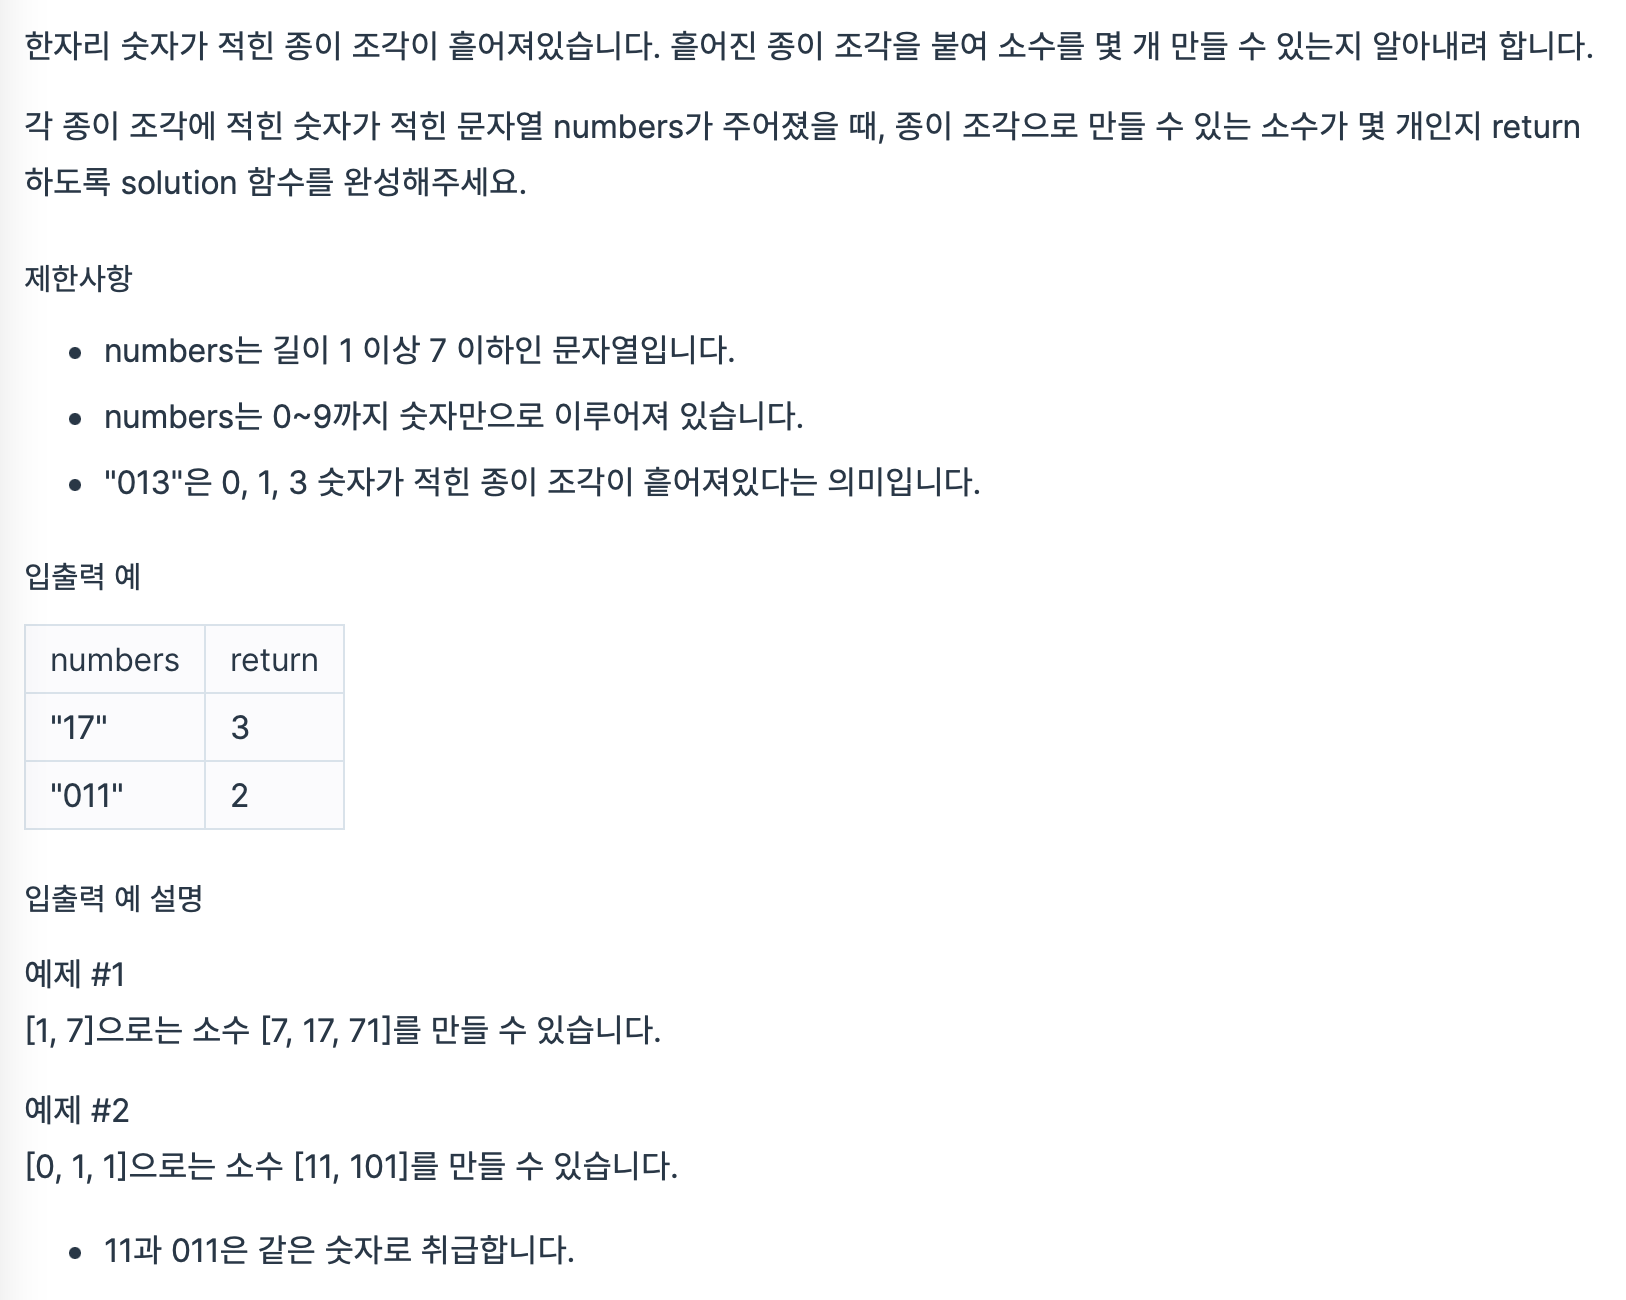 한자리 숫자가 적힌 종이 조각이 흩어져있습니다. 흩어진 종이 조각을 붙여 소수를 몇 개 만들 수 있는지 알아내려 합니다.
각 종이 조각에 적힌 숫자가 적힌 문자열 numbers가 주어졌을 때, 종이 조각으로 만들 수 있는 소수가 몇 개인지 return
하도록 solution 함수를 완성해주세요.
제한사항
• numbers는 길이 1 이상 7 이하인 문자열입니다.
• numbers는 0~9까지 숫자만으로 이루어져 있습니다.
• "013"은 0, 1, 3 숫자가 적힌 종이 조각이 흩어져있다는 의미입니다.
입출력 예
numbers return
"17" 3
"011" 2
입출력 예 설명
예제 #1
[1, 7]으로는 소수 [7, 17, 71]를 만들 수 있습니다.
예제 #2
[0, 1, 1]으로는 소수 [11, 101]를 만들 수 있습니다.
• 11과 011은 같은 숫자로 취급합니다.